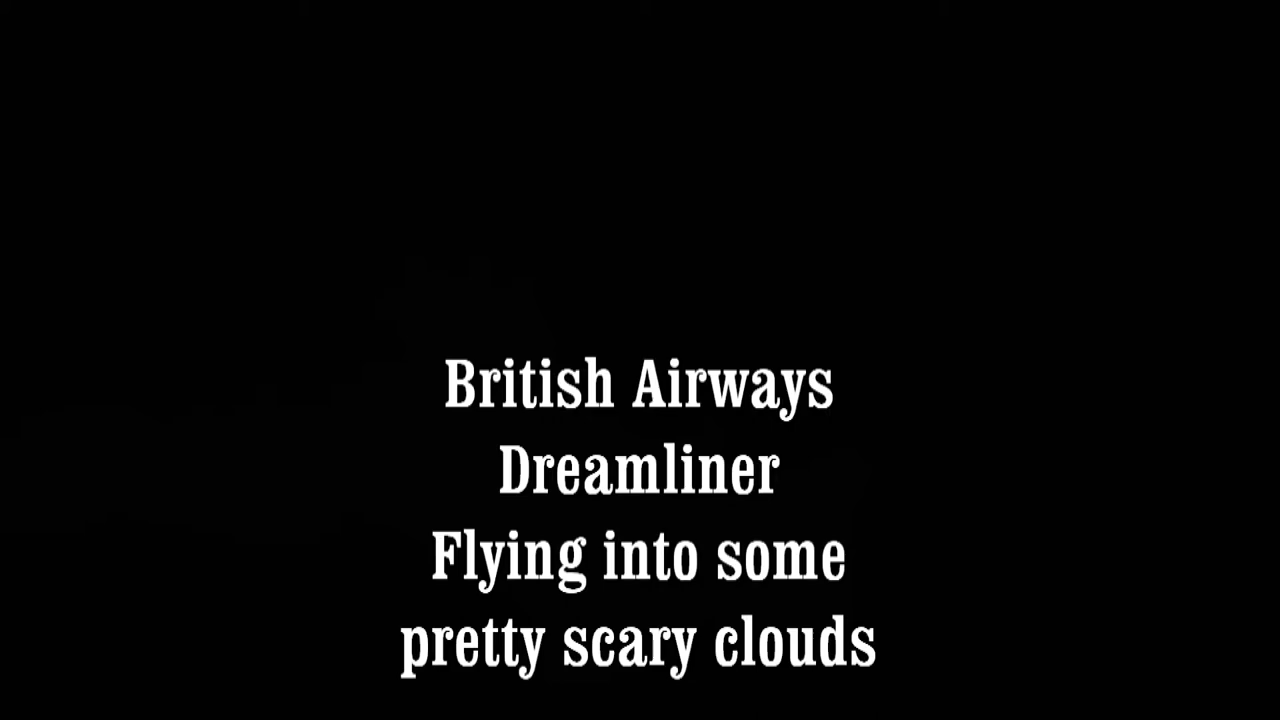 British Airways
Dreamliner
Flying into some
pretty scary clouds